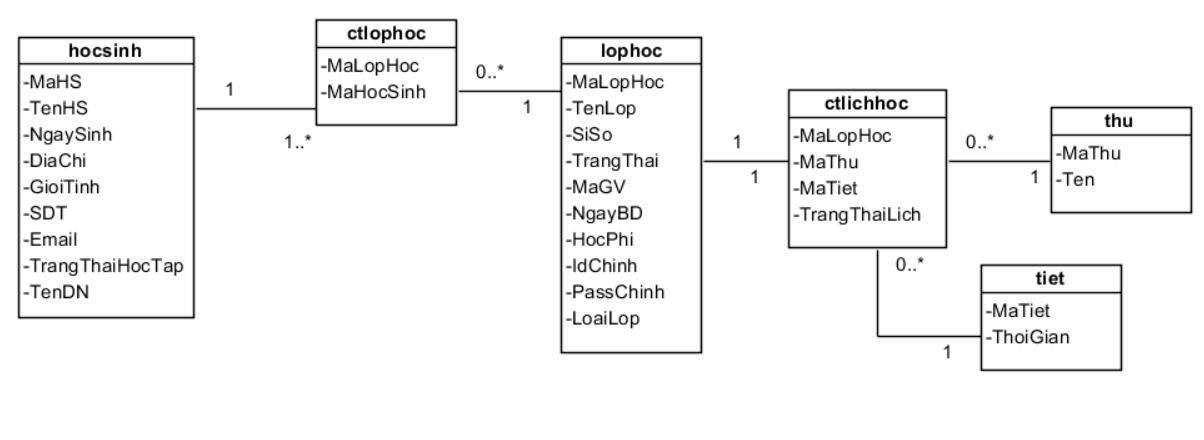 hocsinh
-MaHS
-TenHS
-NgaySinh
-DiaChi
-GioiTinh
-SDT
-Email
-TrangThaiHocTap
-TenDN
1
1..*
ctlophoc
-MaLopHoc
-MaHocSinh
0..*
1
lophoc
-MaLopHoc
-TenLop
-SiSo
-TrangThai
-MaGV
-NgayBD
-HocPhi
-IdChinh
-PassChinh
-LoaiLop
1
1
ctlichhoc
-MaLopHoc
-MaThu
-MaTiet
-TrangThaiLich
0..*
1
thu
-MaThu
-Ten
0..*
1
tiet
-MaTiet
-ThoiGian